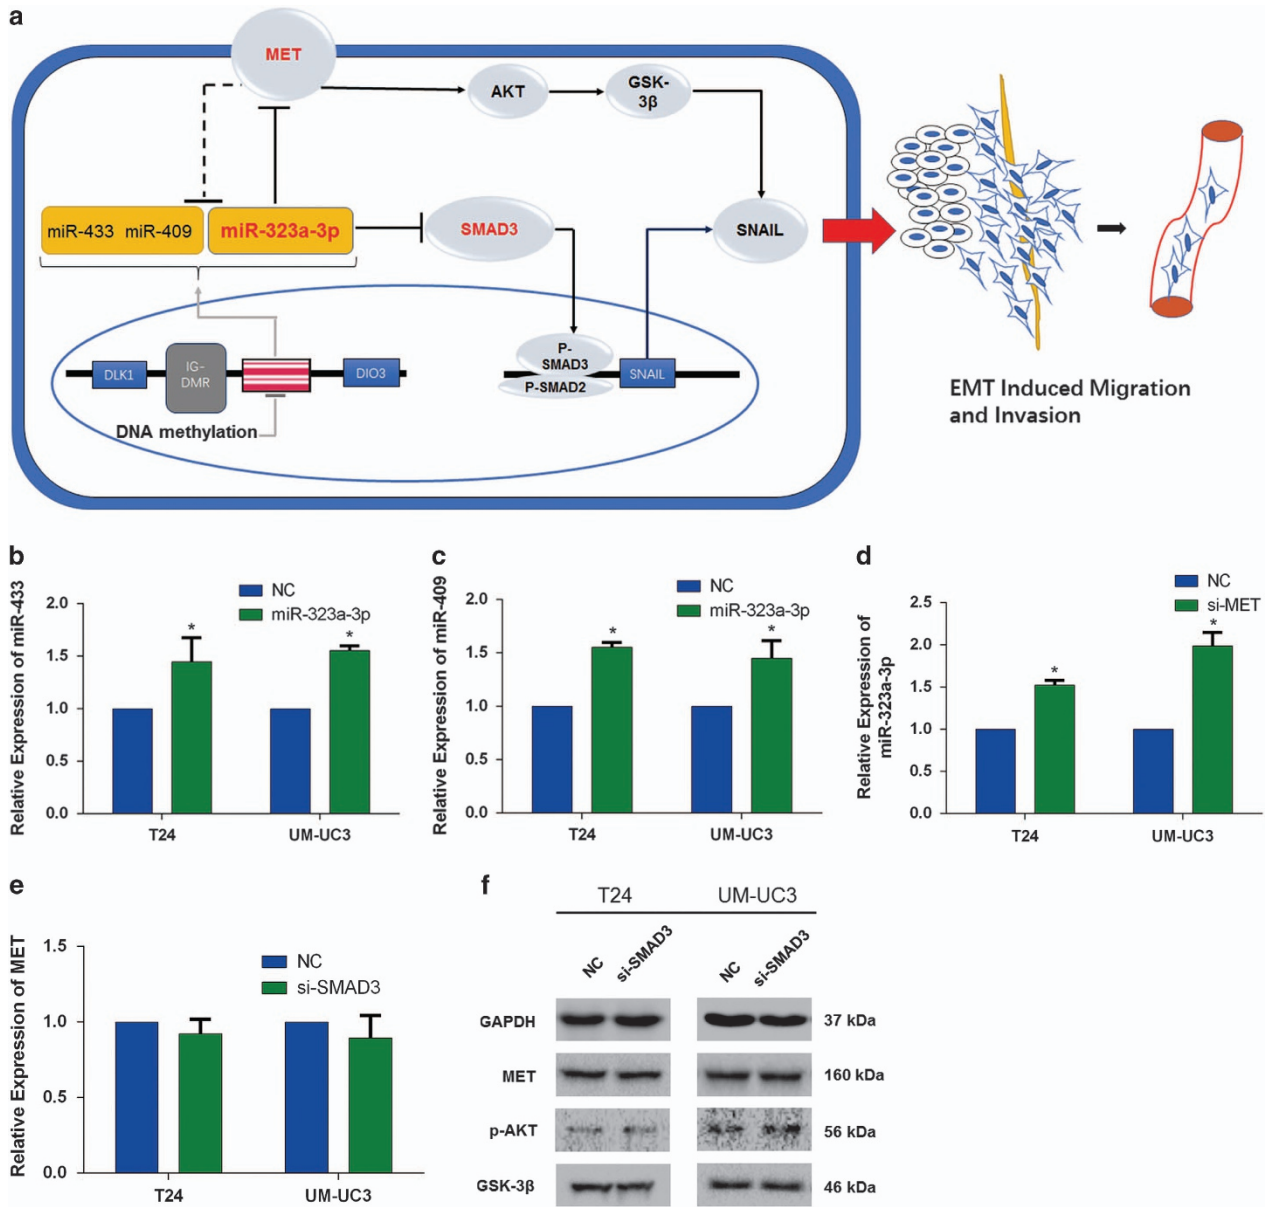 a
MET
AKT
GSK-
3β
miR-433 miR-409 miR-323a-3p
SMAD3
SNAIL
P-
SMAD3
P-SMAD2
SNAIL
DLK1
IG-
DMR
DIO3
DNA methylation
EMT Induced Migration
and Invasion
b
Relative Expression of miR-433
NC
miR-323a-3p
2.0
1.5
1.0
0.5
0.0
*
*
T24
UM-UC3
c
Relative Expression of miR-409
NC
miR-323a-3p
2.0
1.5
1.0
0.5
0.0
*
*
T24
UM-UC3
d
Relative Expression of
miR-323a-3p
NC
si-MET
2.5
2.0
1.5
1.0
0.5
0.0
*
*
T24
UM-UC3
e
Relative Expression of MET
NC
si-SMAD3
1.5
1.0
0.5
0.0
T24
UM-UC3
f
T24
UM-UC3
NC
si-SMAD3
NC
si-SMAD3
GAPDH
37 kDa
MET
160 kDa
p-AKT
56 kDa
GSK-3β
46 kDa